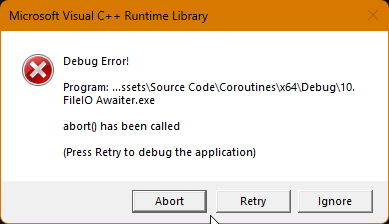 Microsoft Visual C++ Runtime Library
Debug Error!
Program: ...ssets\Source Code\Coroutines\x64\Debug\10.
FileIO Awaiter.exe
abort() has been called
(Press Retry to debug the application)
Abort
Retry
Ignore